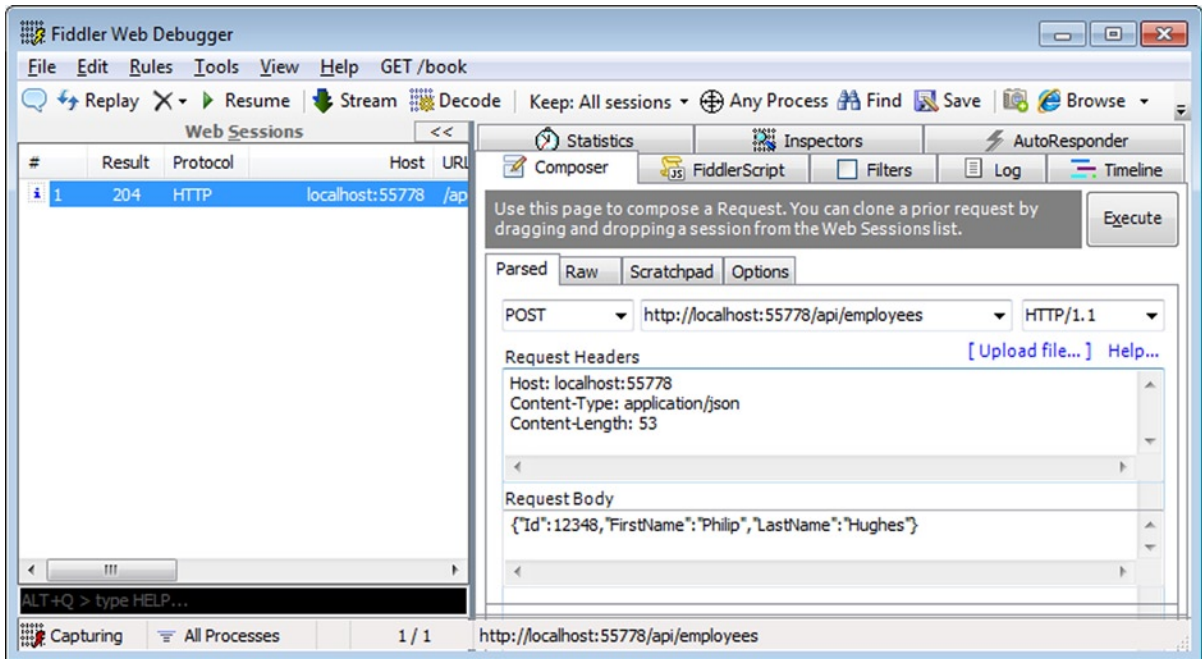 Fiddler Web Debugger
File Edit Rules Tools View Help GET /book
Replay Resume Stream Decode Keep: All sessions Any Process Find Save Browse
Web Sessions <<
# Result Protocol Host URL
1 204 HTTP localhost:55778 /ap
Statistics Inspectors AutoResponder
Composer FiddlerScript Filters Log Timeline
Use this page to compose a Request. You can clone a prior request by
dragging and dropping a session from the Web Sessions list.
Execute
Parsed Raw Scratchpad Options
POST http://localhost:55778/api/employees HTTP/1.1
Request Headers [ Upload file... ] Help...
Host: localhost:55778
Content-Type: application/json
Content-Length: 53
Request Body
{"Id":12348,"FirstName":"Philip","LastName":"Hughes"}
ALT+Q > type HELP...
Capturing All Processes 1 / 1 http://localhost:55778/api/employees